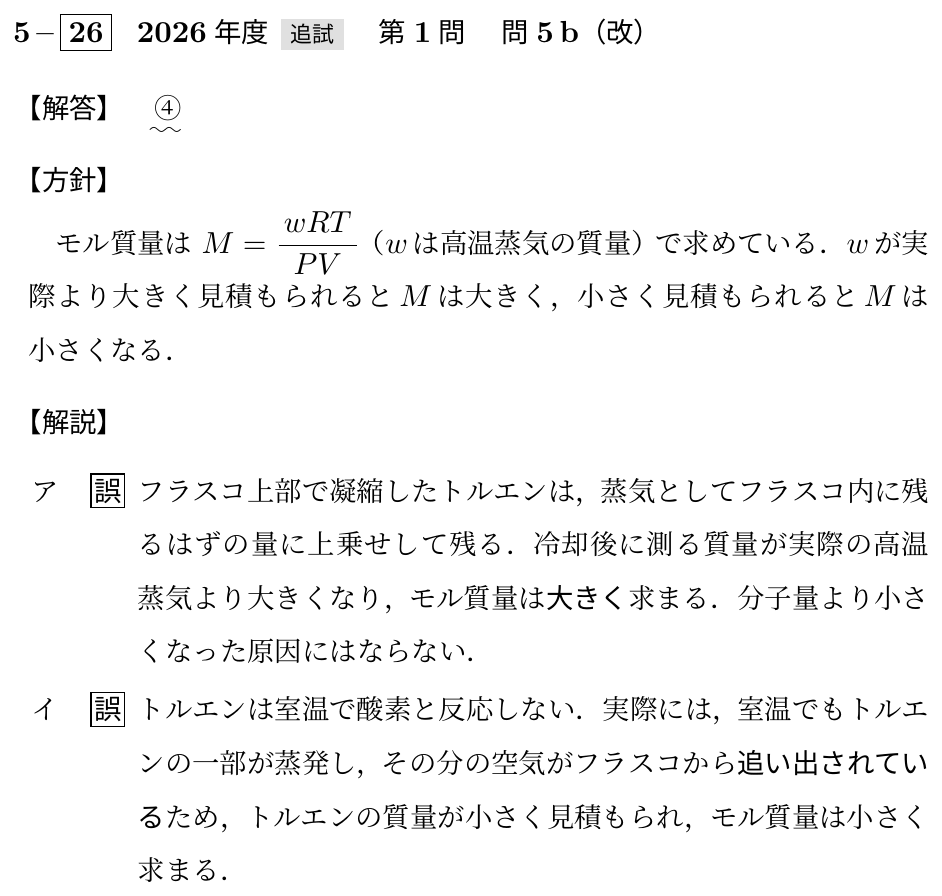 5－26 2026年度 追試 第1問 問5b（改）
【解答】 ④
【方針】
モル質量は M = wRT/PV（wは高温蒸気の質量）で求めている．wが実
際より大きく見積もられるとMは大きく，小さく見積もられるとMは
小さくなる．
【解説】
ア 誤 フラスコ上部で凝縮したトルエンは，蒸気としてフラスコ内に残
るはずの量に上乗せして残る．冷却後に測る質量が実際の高温
蒸気より大きくなり，モル質量は大きく求まる．分子量より小さ
くなった原因にはならない．
イ 誤 トルエンは室温で酸素と反応しない．実際には，室温でもトルエ
ンの一部が蒸発し，その分の空気がフラスコから追い出されてい
るため，トルエンの質量が小さく見積もられ，モル質量は小さく
求まる．